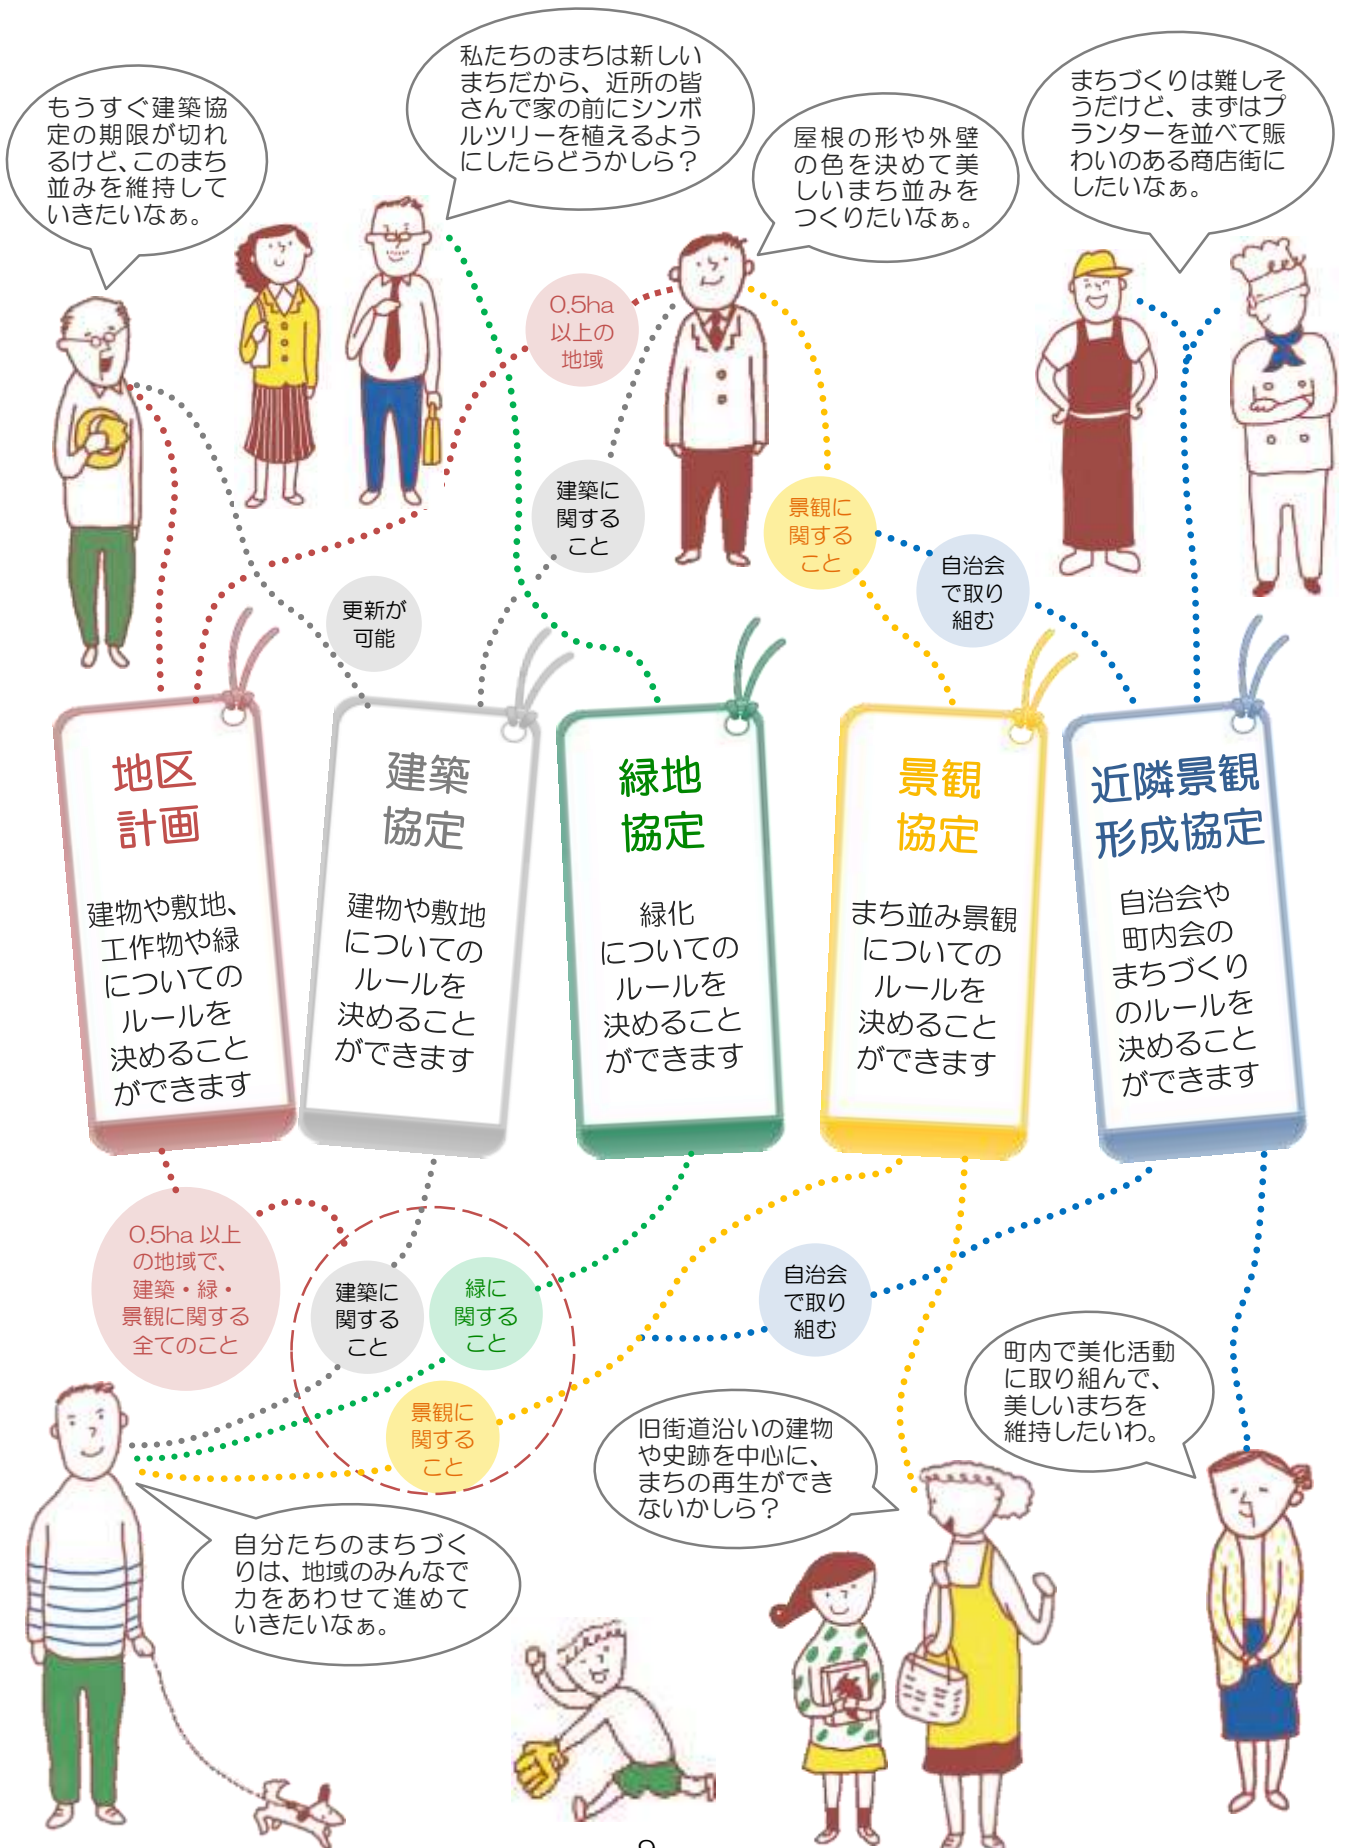 もうすぐ建築協
定の期限が切れ
るけど、このまち
並みを維持して
いきたいなぁ。
私たちのまちは新しい
まちだから、近所の皆
さんで家の前にシンボ
ルツリーを植えるよう
にしたらどうかしら？
屋根の形や外壁
の色を決めて美
しいまち並みを
つくりたいなぁ。
まちづくりは難しそ
うだけど、まずはプ
ランターを並べて賑
わいのある商店街に
したいなぁ。
0.5ha
以上の
地域
建築に
関する
こと
景観に
関する
こと
自治会
で取り
組む
更新が
可能
地区
計画
建物や敷地、
工作物や緑
についての
ルールを
決めること
ができます
建築
協定
建物や敷地
についての
ルールを
決めること
ができます
緑地
協定
緑化
についての
ルールを
決めること
ができます
景観
協定
まち並み景観
についての
ルールを
決めること
ができます
近隣景観
形成協定
自治会や
町内会の
まちづくり
のルールを
決めること
ができます
0.5ha 以上
の地域で、
建築・緑・
景観に関する
全てのこと
建築に
関する
こと
緑に
関する
こと
景観に
関する
こと
自治会
で取り
組む
町内で美化活動
に取り組んで、
美しいまちを
維持したいわ。
旧街道沿いの建物
や史跡を中心に、
まちの再生ができ
ないかしら？
自分たちのまちづく
りは、地域のみんなで
力をあわせて進めて
いきたいなぁ。